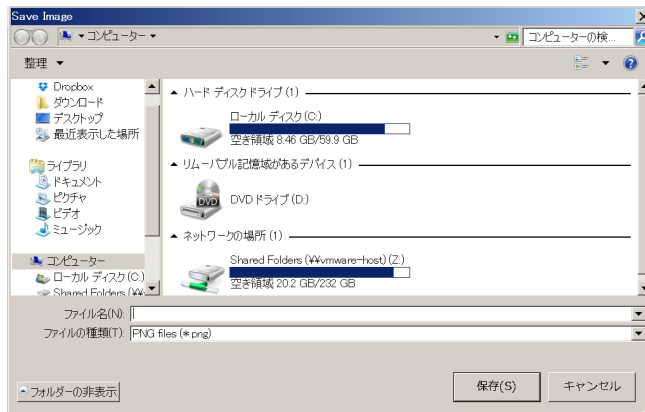 Save Image
コンピューター
コンピューターの検...
整理
Dropbox
ダウンロード
デスクトップ
最近表示した場所
ライブラリ
ドキュメント
ピクチャ
ビデオ
ミュージック
コンピューター
ローカル ディスク (C:)
Shared Folders (¥¥
ハード ディスク ドライブ (1)
ローカル ディスク (C:)
空き領域 8.46 GB/59.9 GB
リムーバブル記憶域があるデバイス (1)
DVD
DVD ドライブ (D:)
ネットワークの場所 (1)
Shared Folders (¥¥vmware-host) (Z:)
空き領域 20.2 GB/232 GB
ファイル名(N):
ファイルの種類(T): PNG files (*.png)
フォルダーの非表示
保存(S)
キャンセル